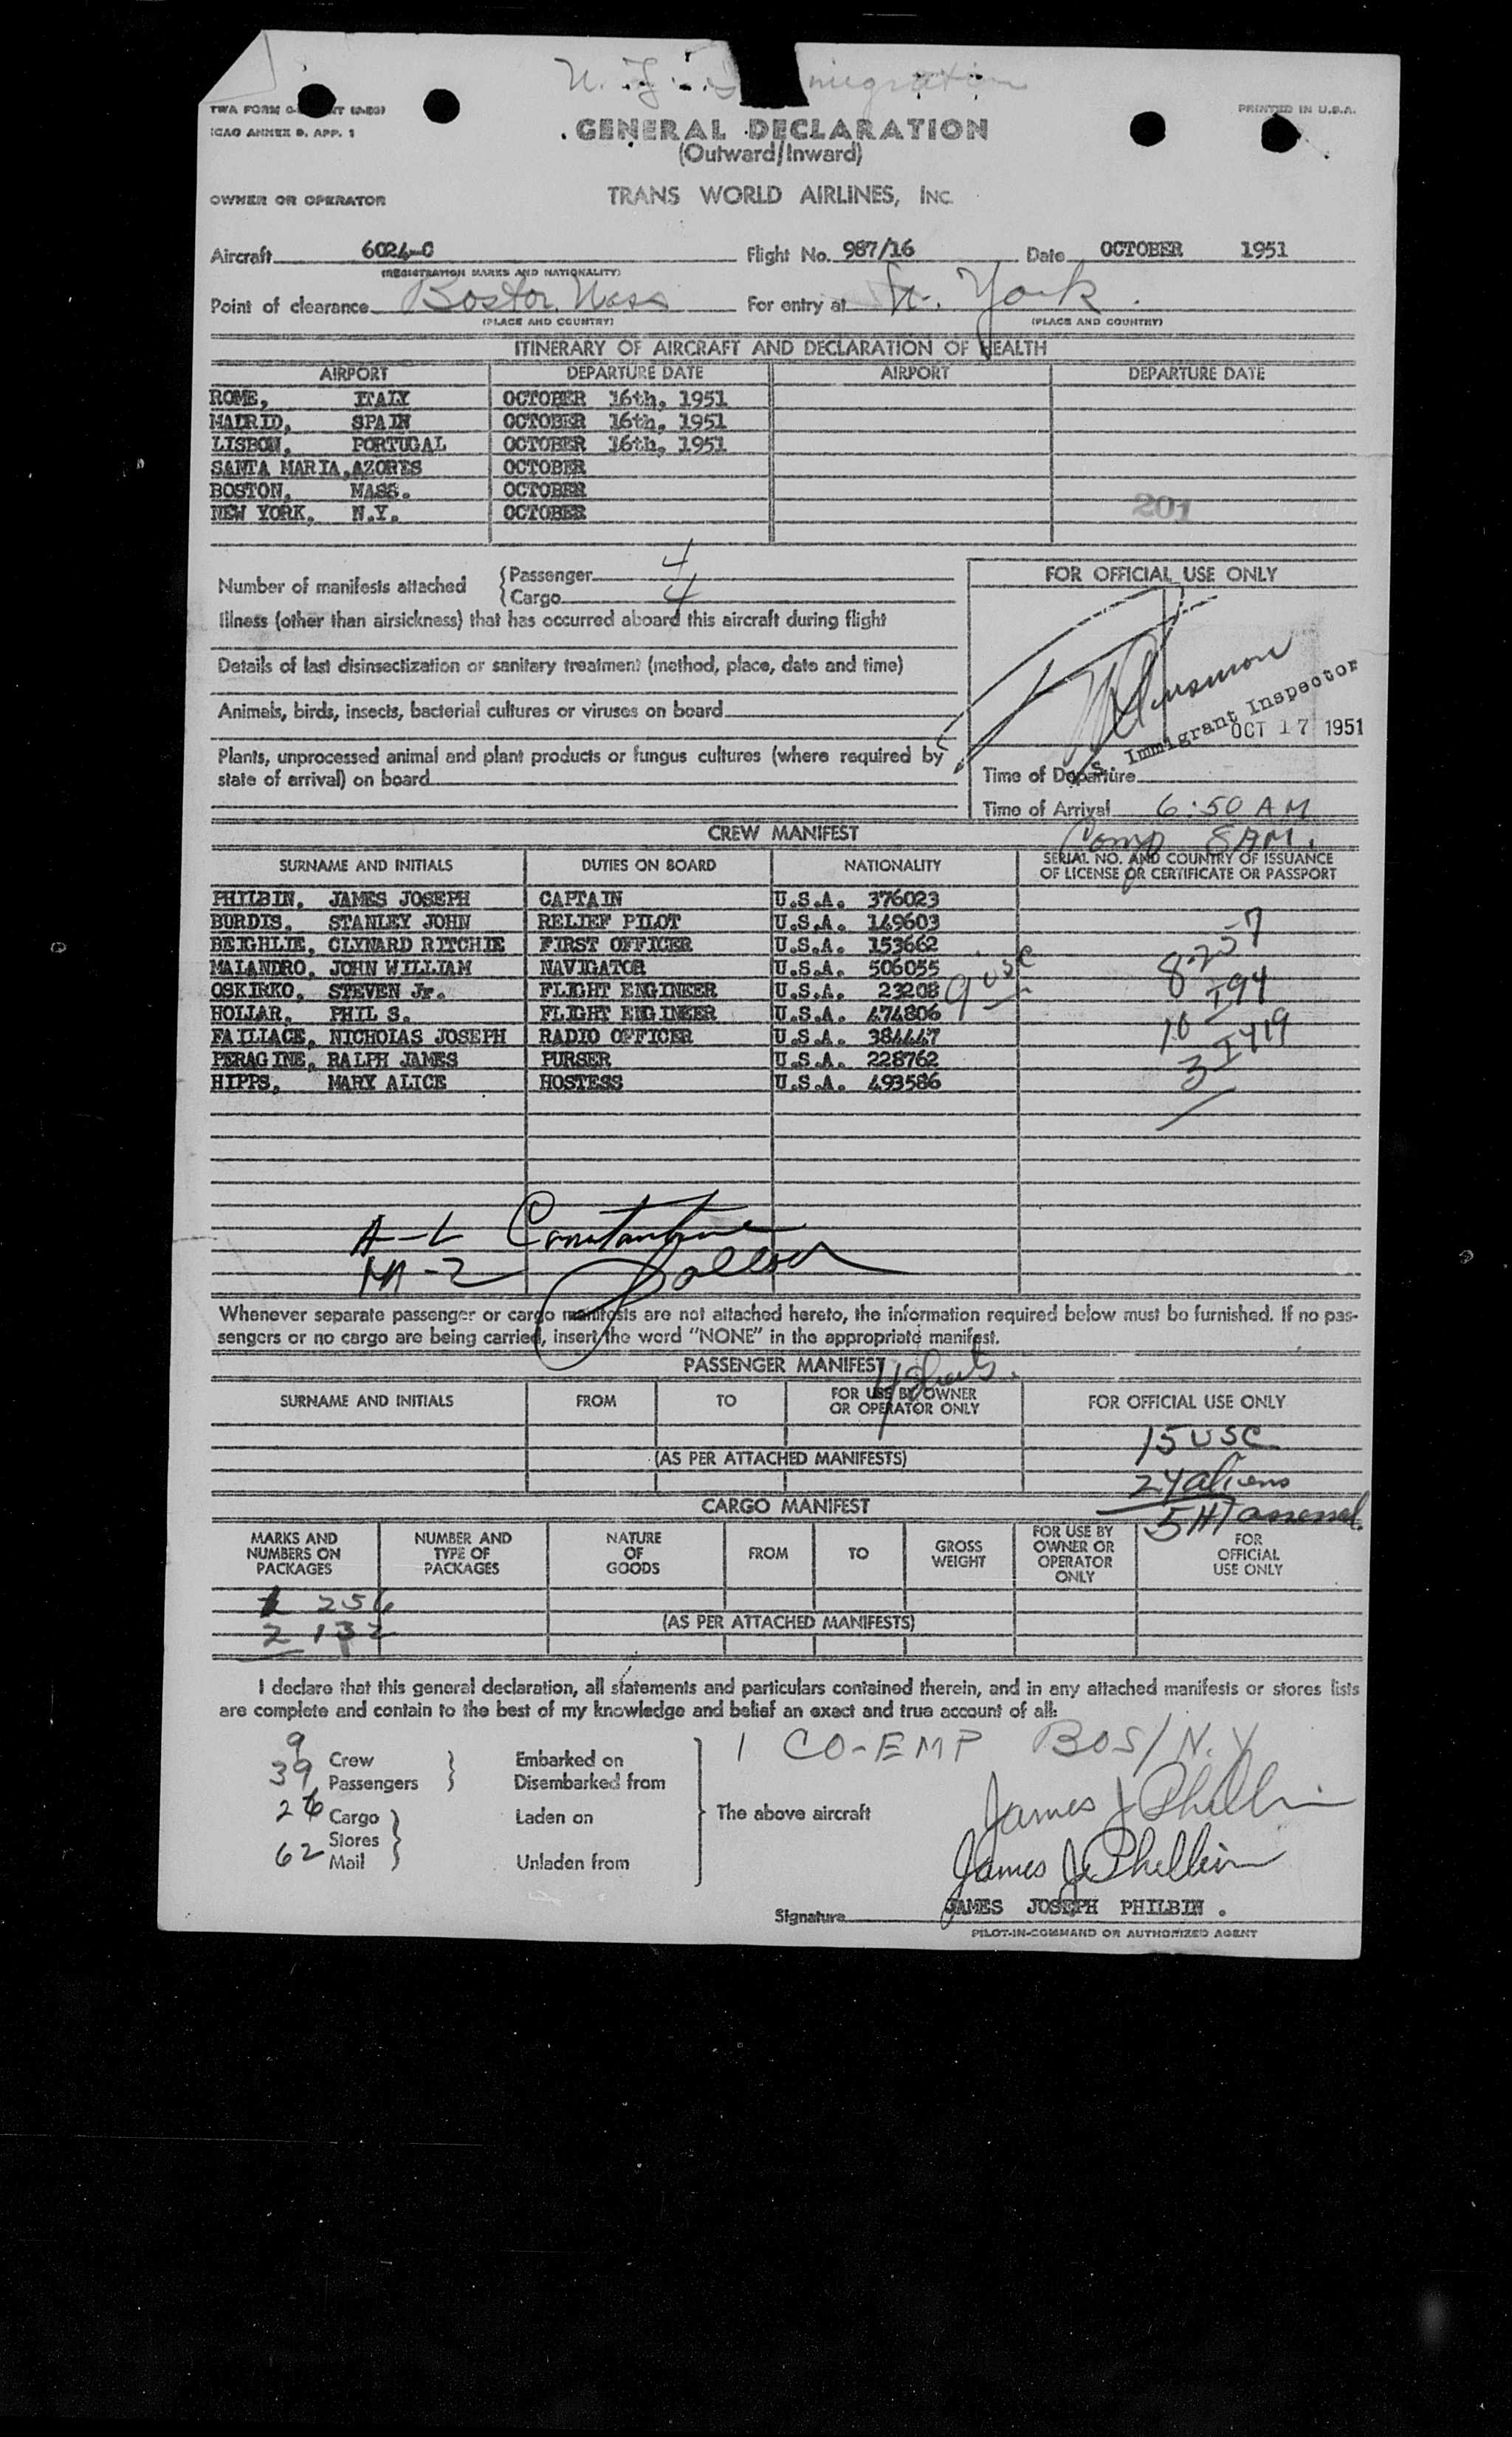 TWA FORM
ICAO ANNEX 9. APP. 1
PRINTED IN U.S.A.
GENERAL DECLARATION
(Outward/Inward)
OWNER OR OPERATOR TRANS WORLD AIRLINES, INC.
Aircraft 6024-C Flight No. 987/16 Date OCTOBER 1951
(REGISTRATION MARKS AND NATIONALITY)
Point of clearance Boston Mass For entry at N. York.
(PLACE AND COUNTRY) (PLACE AND COUNTRY)
ITINERARY OF AIRCRAFT AND DECLARATION OF HEALTH
AIRPORT DEPARTURE DATE AIRPORT DEPARTURE DATE
ROME, ITALY OCTOBER 16th, 1951
MADRID, SPAIN OCTOBER 16th, 1951
LISBON, PORTUGAL OCTOBER 16th, 1951
SANTA MARIA, AZORES OCTOBER
BOSTON, MASS. OCTOBER
NEW YORK, N.Y. OCTOBER
201
Number of manifests attached { Passenger 4
{ Cargo 4
FOR OFFICIAL USE ONLY
Illness (other than airsickness) that has occurred aboard this aircraft during flight
Details of last disinsectization or sanitary treatment (method, place, date and time)
Animals, birds, insects, bacterial cultures or viruses on board
Plants, unprocessed animal and plant products or fungus cultures (where required by
state of arrival) on board
Immigrant Inspector
OCT 17 1951
Time of Departure
Time of Arrival 6:50 AM
Comp 8 AM.
CREW MANIFEST
SURNAME AND INITIALS DUTIES ON BOARD NATIONALITY SERIAL NO. AND COUNTRY OF ISSUANCE
OF LICENSE OR CERTIFICATE OR PASSPORT
PHILBIN, JAMES JOSEPH CAPTAIN U.S.A. 376023
BURDIS, STANLEY JOHN RELIEF PILOT U.S.A. 149603
BEIGHLIE, CLYNARD RITCHIE FIRST OFFICER U.S.A. 153662
MALANDRO, JOHN WILLIAM NAVIGATOR U.S.A. 506055
OSKIRKO, STEVEN Jr. FLIGHT ENGINEER U.S.A. 23208
HOLLAR, PHIL S. FLIGHT ENGINEER U.S.A. 474806
FAILLACE, NICHOLAS JOSEPH RADIO OFFICER U.S.A. 384447
PERAGINE, RALPH JAMES PURSER U.S.A. 228762
HIPPS, MARY ALICE HOSTESS U.S.A. 493586
9 USC
8-257
10 I 94
3 I 419
Whenever separate passenger or cargo manifests are not attached hereto, the information required below must be furnished. If no pas-
sengers or no cargo are being carried, insert the word "NONE" in the appropriate manifest.
PASSENGER MANIFEST
4 Sheets.
SURNAME AND INITIALS FROM TO FOR USE BY OWNER
OR OPERATOR ONLY FOR OFFICIAL USE ONLY
15 USC
(AS PER ATTACHED MANIFESTS)
24 aliens
5 HT assessed.
CARGO MANIFEST
MARKS AND
NUMBERS ON
PACKAGES NUMBER AND
TYPE OF
PACKAGES NATURE
OF
GOODS FROM TO GROSS
WEIGHT FOR USE BY
OWNER OR
OPERATOR
ONLY FOR
OFFICIAL
USE ONLY
1 256
2 132
(AS PER ATTACHED MANIFESTS)
I declare that this general declaration, all statements and particulars contained therein, and in any attached manifests or stores lists
are complete and contain to the best of my knowledge and belief an exact and true account of all:
9 Crew Embarked on 1 CO-EMP BOS/N.Y
39 Passengers Disembarked from
26 Cargo Laden on The above aircraft James J Philbin
Stores
62 Mail Unladen from James J Philbin
Signature JAMES JOSEPH PHILBIN.
PILOT-IN-COMMAND OR AUTHORIZED AGENT